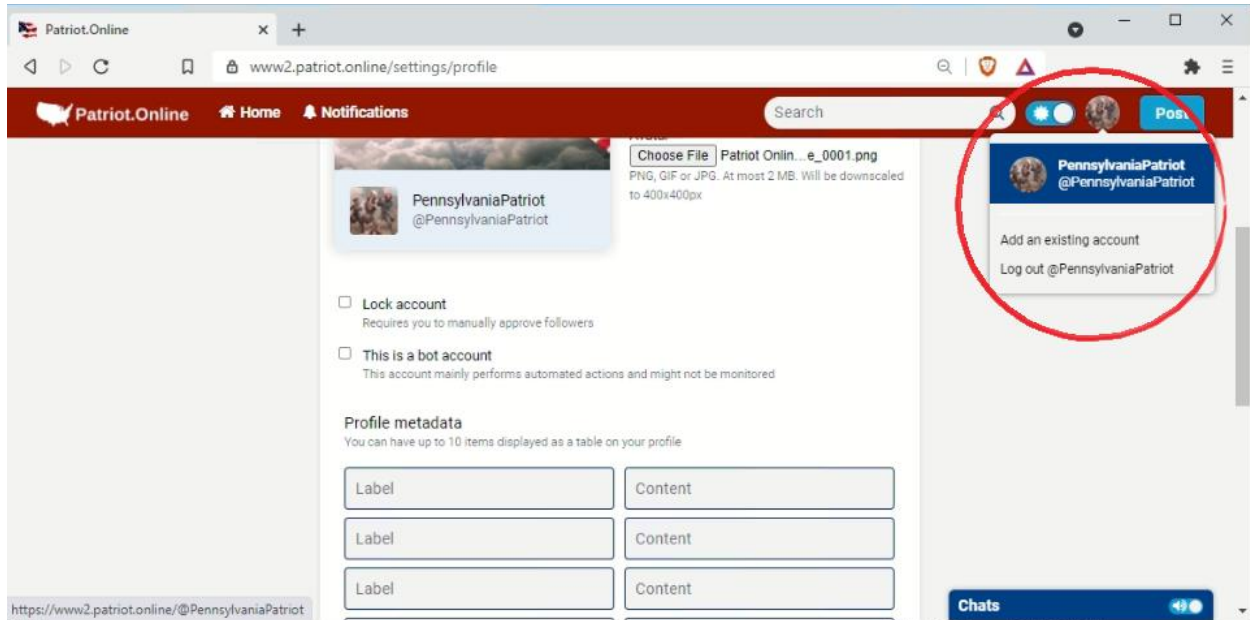 Patriot.Online
www2.patriot.online/settings/profile
Patriot.Online Home Notifications Search Post
Choose File Patriot Onlin...e_0001.png
PNG, GIF or JPG. At most 2 MB. Will be downscaled
to 400x400px
PennsylvaniaPatriot
@PennsylvaniaPatriot
PennsylvaniaPatriot
@PennsylvaniaPatriot
Add an existing account
Log out @PennsylvaniaPatriot
Lock account
Requires you to manually approve followers
This is a bot account
This account mainly performs automated actions and might not be monitored
Profile metadata
You can have up to 10 items displayed as a table on your profile
Label Content
Label Content
Label Content
https://www2.patriot.online/@PennsylvaniaPatriot
Chats